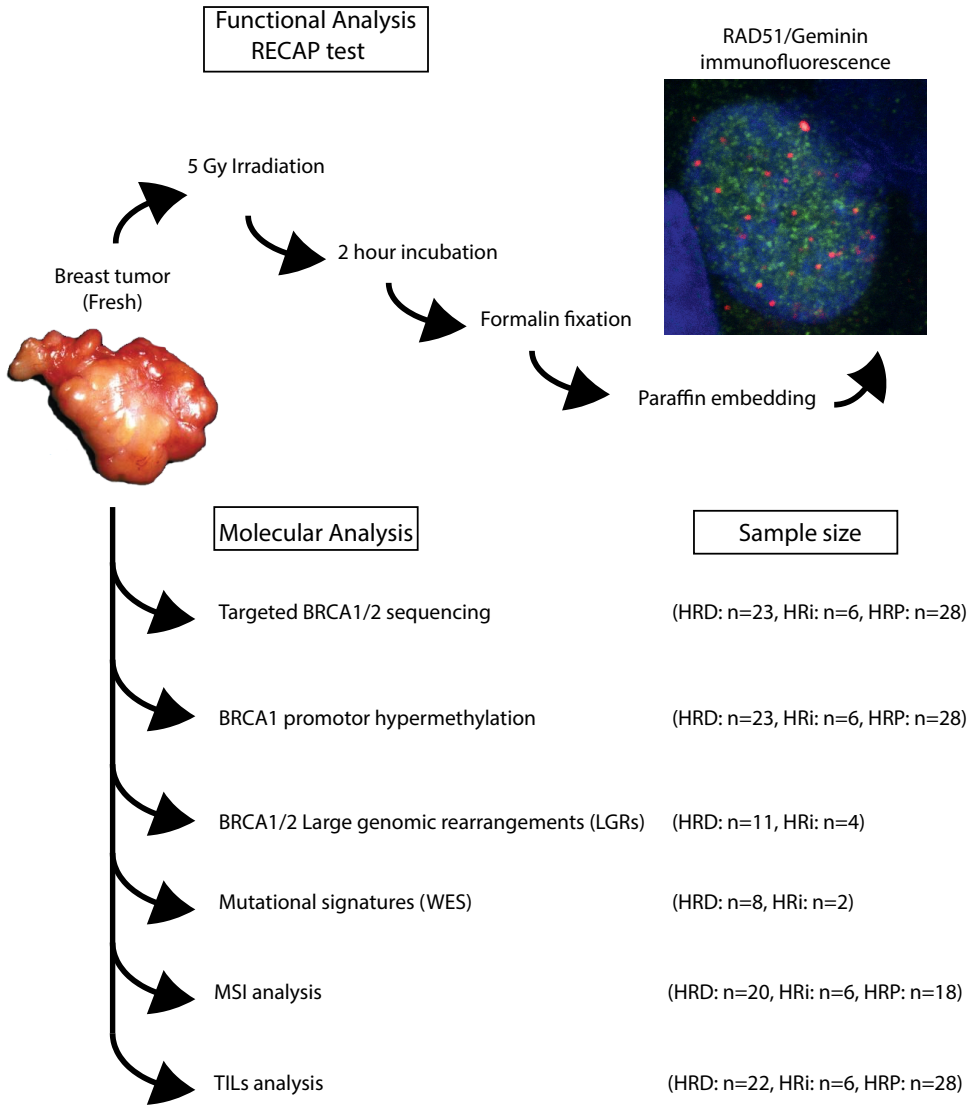 Functional Analysis
RECAP test
RAD51/Geminin
immunofluorescence
5 Gy Irradiation
2 hour incubation
Breast tumor
(Fresh)
Formalin fixation
Paraffin embedding
Molecular Analysis
Sample size
Targeted BRCA1/2 sequencing (HRD: n=23, HRi: n=6, HRP: n=28)
BRCA1 promotor hypermethylation (HRD: n=23, HRi: n=6, HRP: n=28)
BRCA1/2 Large genomic rearrangements (LGRs) (HRD: n=11, HRi: n=4)
Mutational signatures (WES) (HRD: n=8, HRi: n=2)
MSI analysis (HRD: n=20, HRi: n=6, HRP: n=18)
TILs analysis (HRD: n=22, HRi: n=6, HRP: n=28)